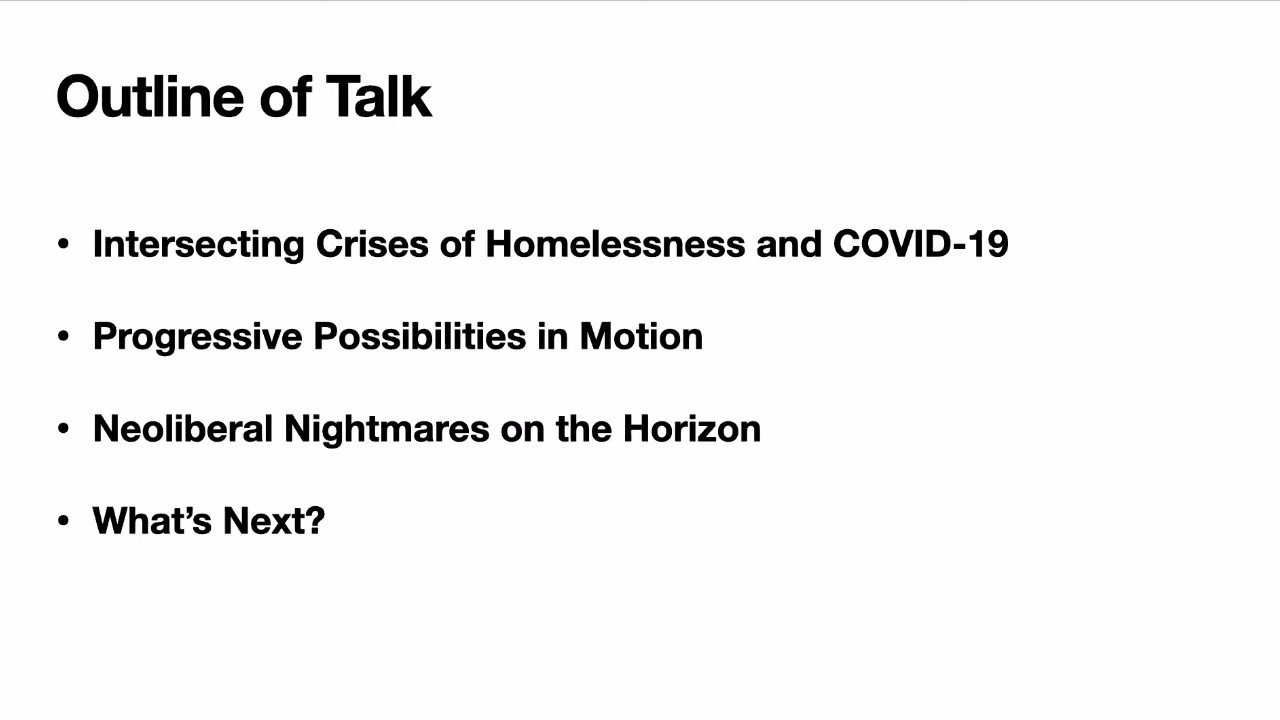 Outline of Talk
• Intersecting Crises of Homelessness and COVID-19
• Progressive Possibilities in Motion
• Neoliberal Nightmares on the Horizon
• What’s Next?